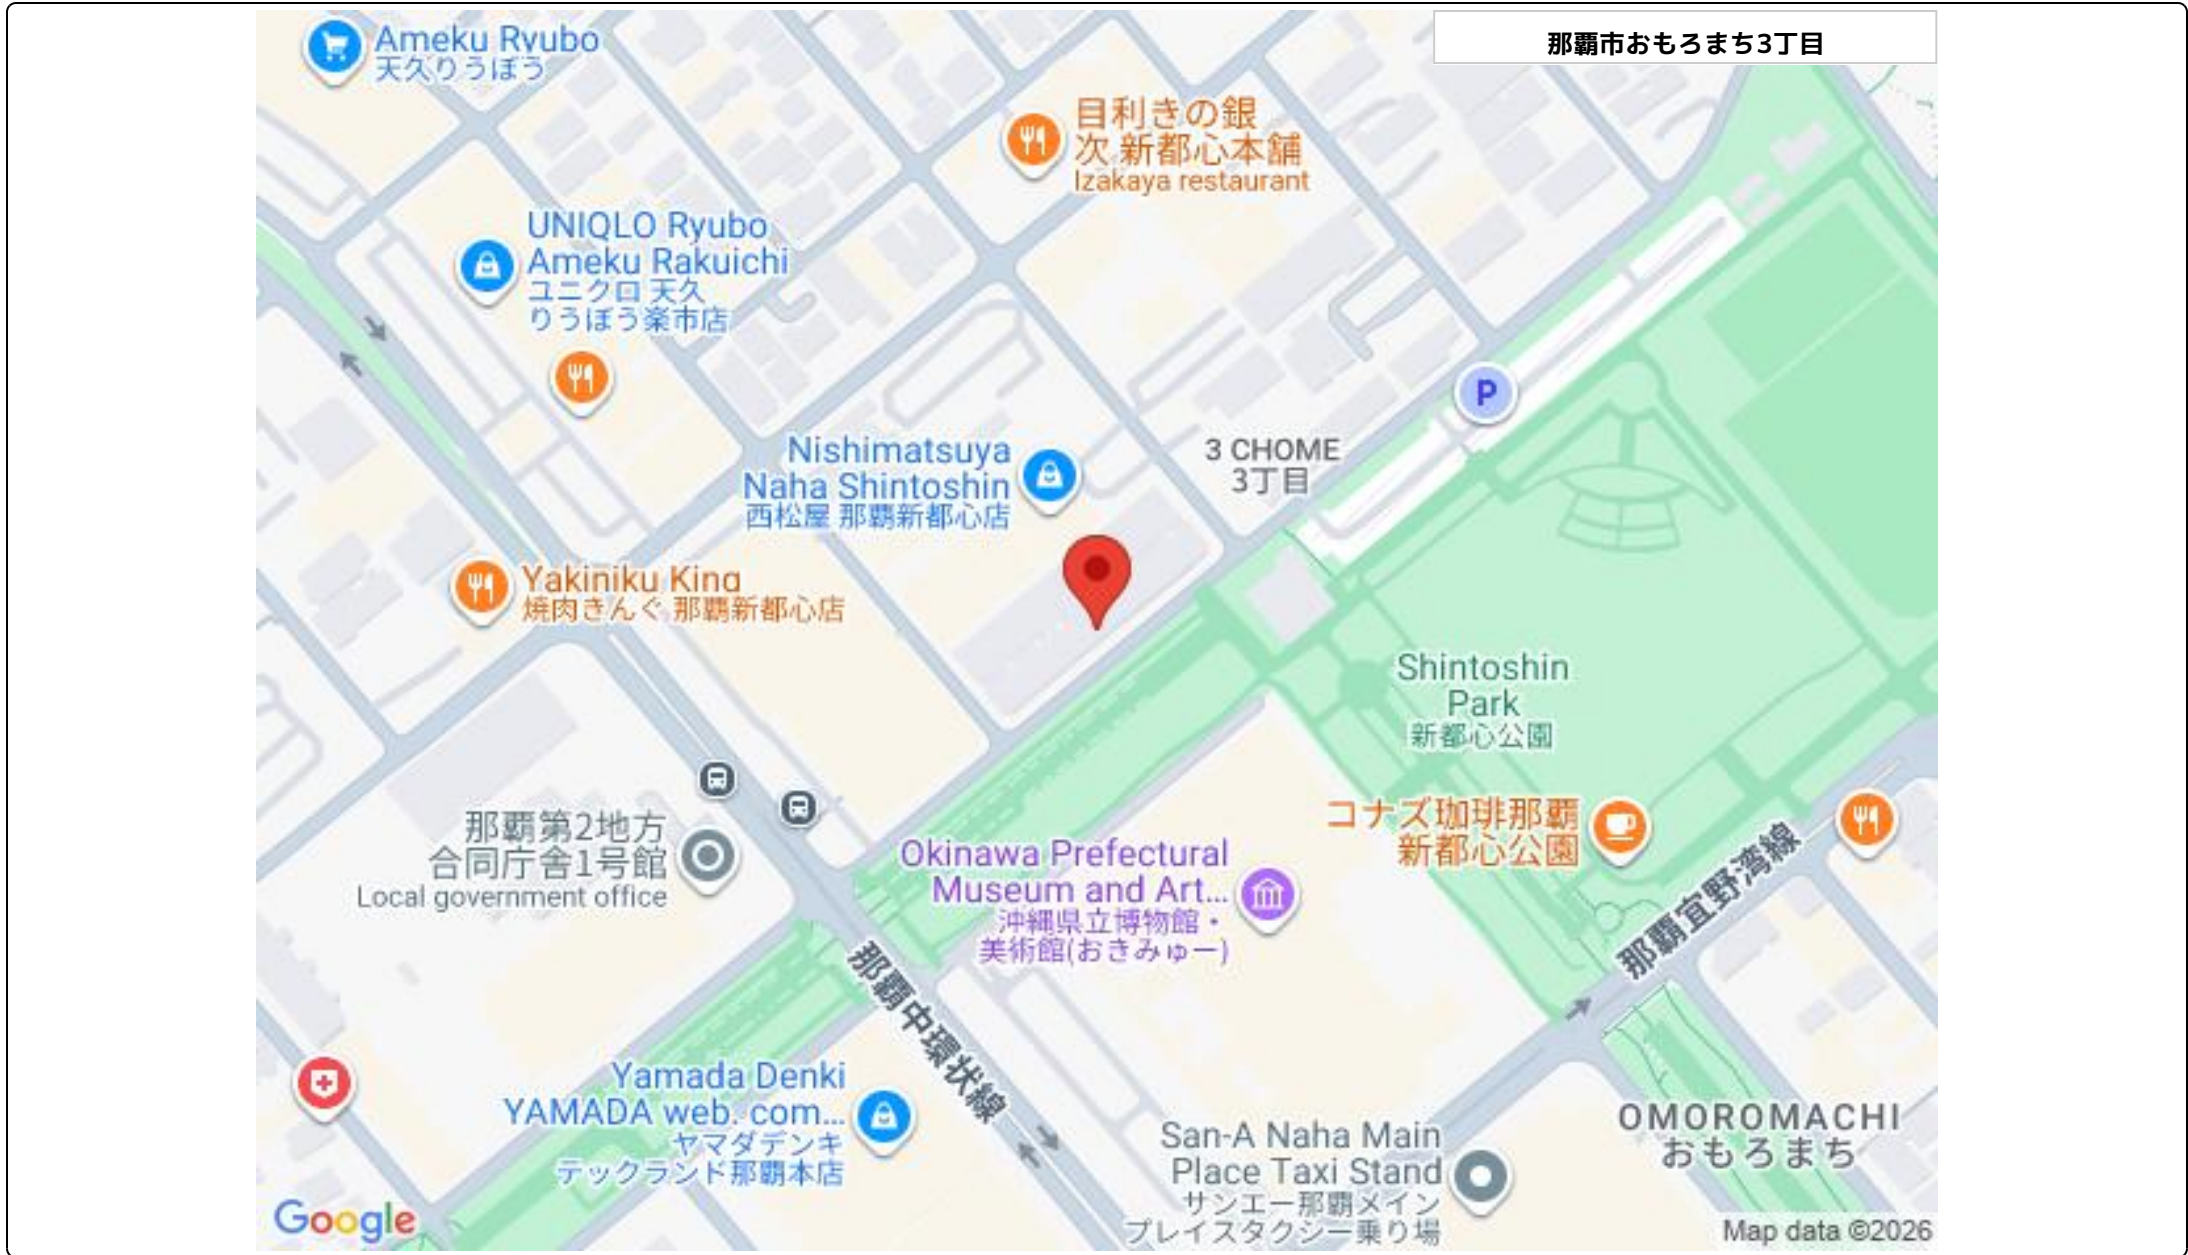 那覇市おもろまち3丁目
Ameku Ryubo
天久りうぼう
目利きの銀
次 新都心本舗
Izakaya restaurant
UNIQLO Ryubo
Ameku Rakuichi
ユニクロ 天久
りうぼう楽市店
P
Nishimatsuya
Naha Shintoshin
西松屋 那覇新都心店
3 CHOME
3丁目
Yakiniku King
焼肉きんぐ 那覇新都心店
Shintoshin
Park
新都心公園
那覇第2地方
合同庁舎1号館
Local government office
Okinawa Prefectural
Museum and Art...
沖縄県立博物館・
美術館(おきみゅー)
コナズ珈琲那覇
新都心公園
那覇宜野湾線
那覇中環状線
Yamada Denki
YAMADA web. com...
ヤマダデンキ
テックランド那覇本店
San-A Naha Main
Place Taxi Stand
サンエー那覇メイン
プレイスタクシー乗り場
OMOROMACHI
おもろまち
Google
Map data ©2026